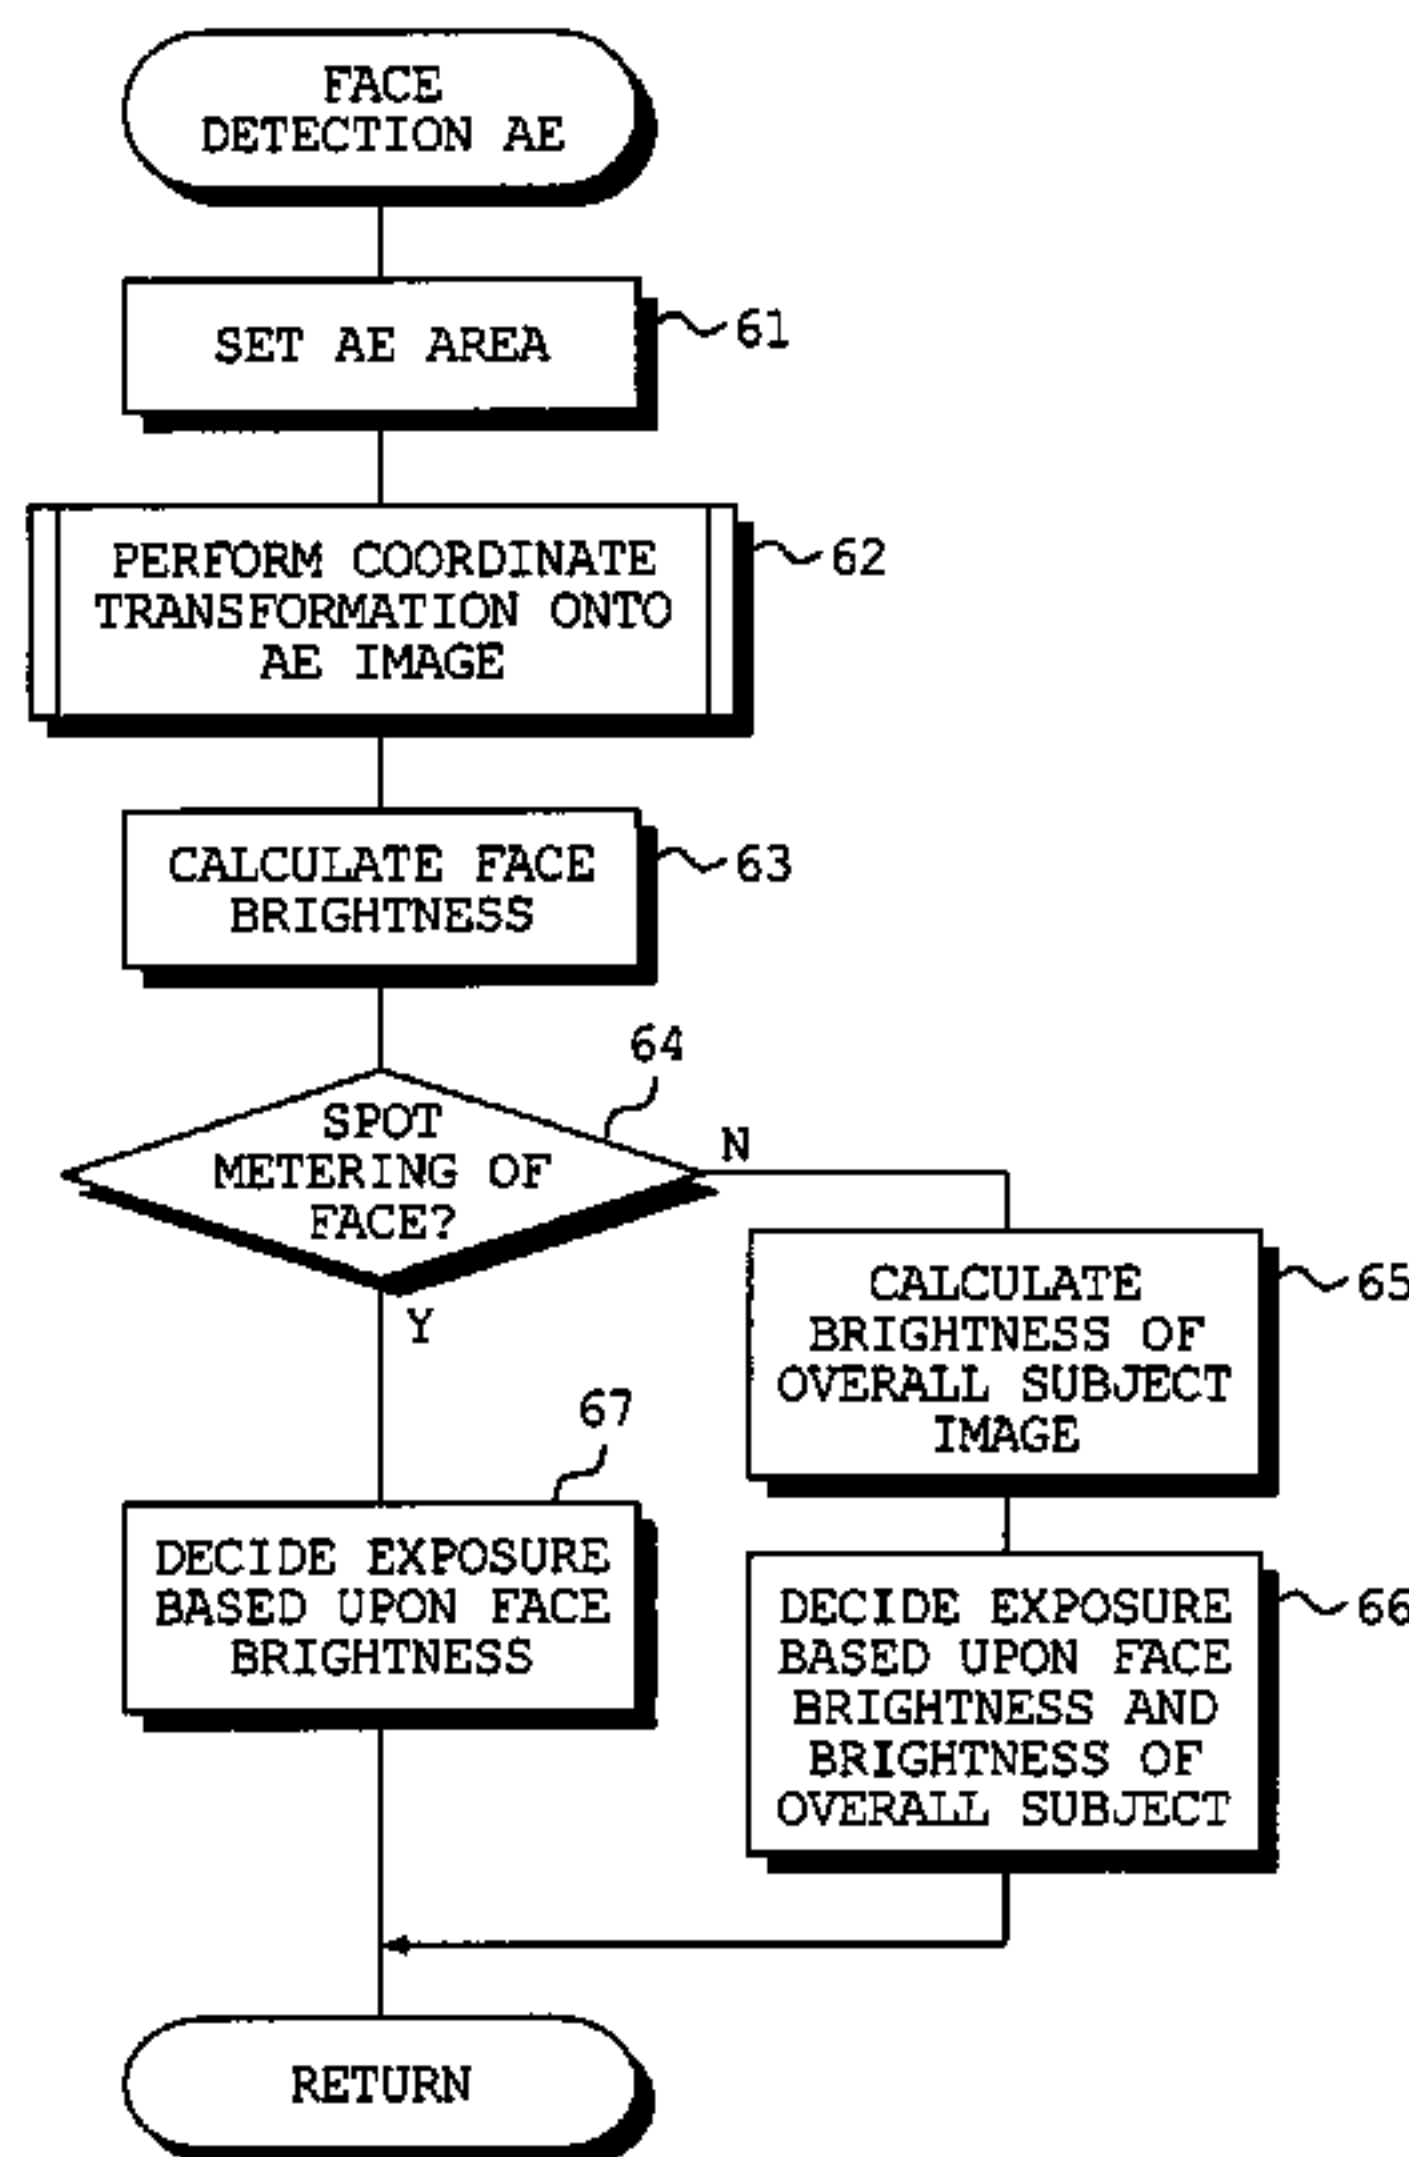 FACE
DETECTION AE
SET AE AREA
61
PERFORM COORDINATE
TRANSFORMATION ONTO
AE IMAGE
62
CALCULATE FACE
BRIGHTNESS
63
64
SPOT
METERING OF
FACE?
N
Y
CALCULATE
BRIGHTNESS OF
OVERALL SUBJECT
IMAGE
65
67
DECIDE EXPOSURE
BASED UPON FACE
BRIGHTNESS
DECIDE EXPOSURE
BASED UPON FACE
BRIGHTNESS AND
BRIGHTNESS OF
OVERALL SUBJECT
66
RETURN